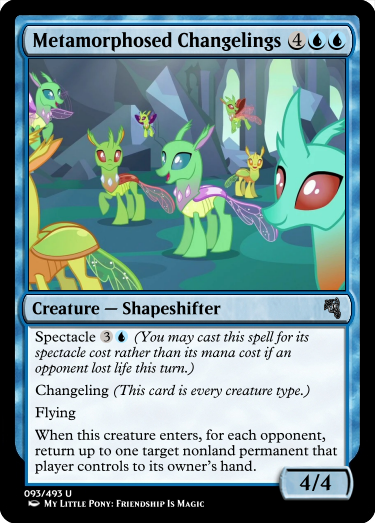 Metamorphosed Changelings 4
Creature — Shapeshifter
Spectacle 3 (You may cast this spell for its
spectacle cost rather than its mana cost if an
opponent lost life this turn.)
Changeling (This card is every creature type.)
Flying
When this creature enters, for each opponent,
return up to one target nonland permanent that
player controls to its owner's hand.
4/4
093/493 U
My Little Pony: Friendship Is Magic